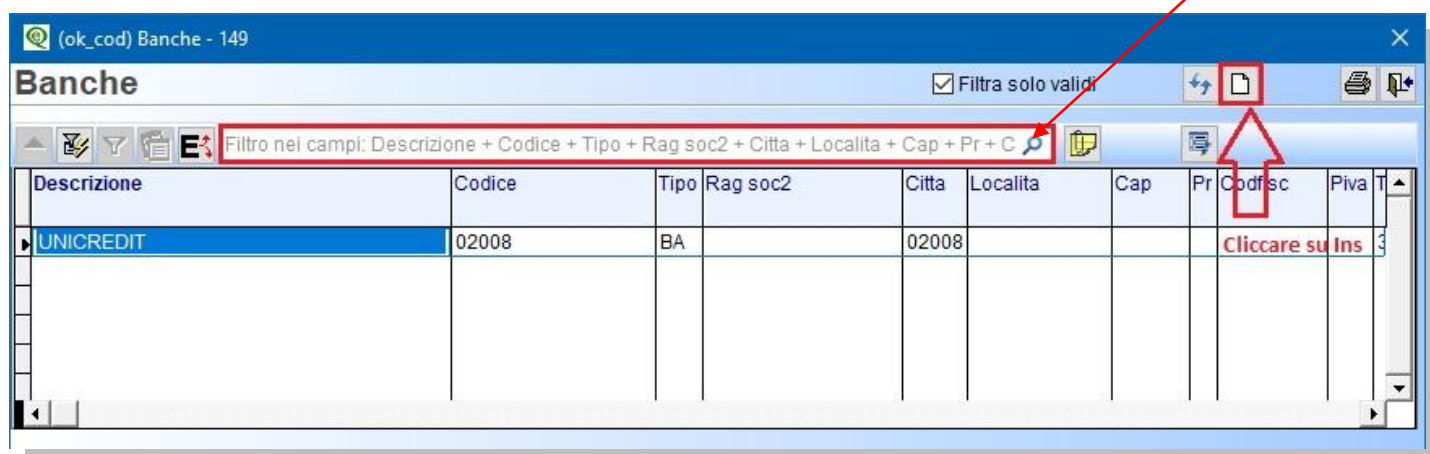 (ok_cod) Banche - 149
Banche
Filtra solo validi
E
Filtro nei campi: Descrizione + Codice + Tipo + Rag soc2 + Citta + Localita + Cap + Pr + C
Descrizione Codice Tipo Rag soc2 Citta Localita Cap Pr Codfisc Piva T
UNICREDIT 02008 BA 02008
Cliccare su Ins